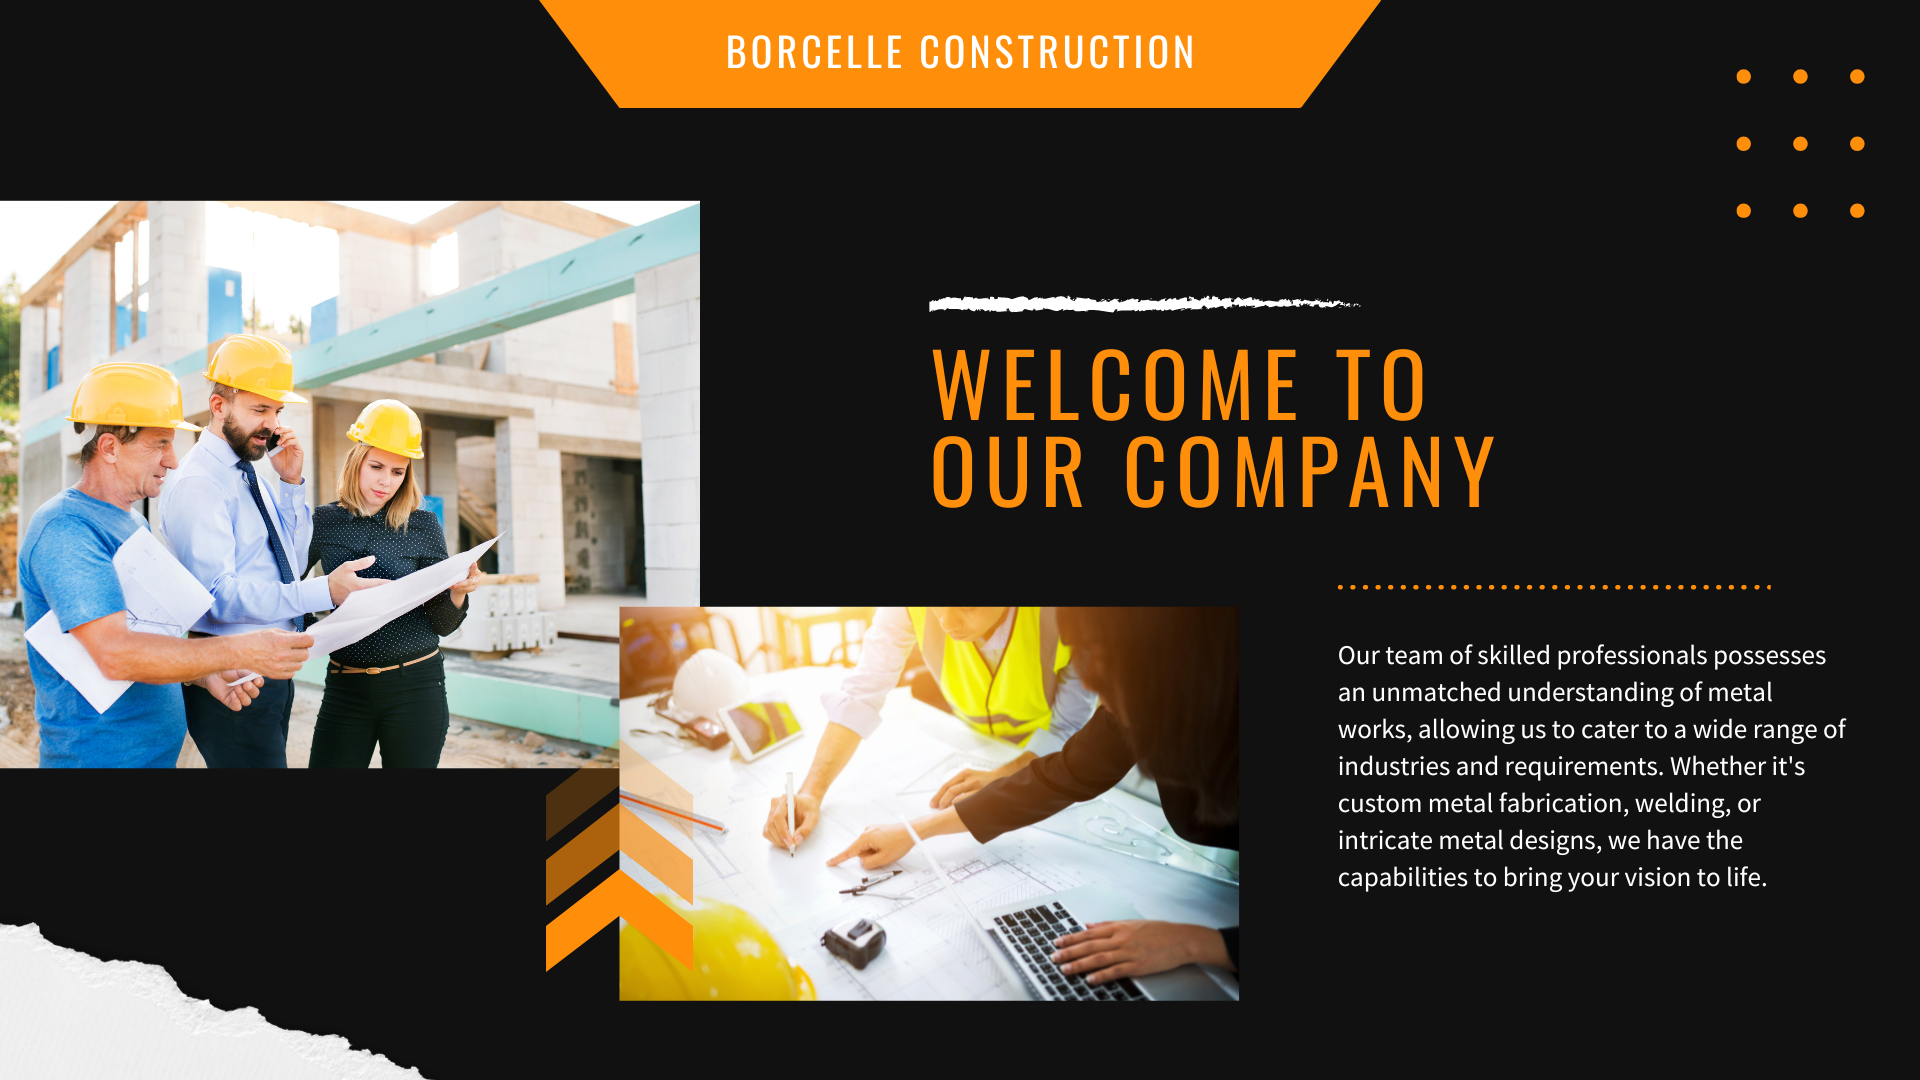 BORCELLE CONSTRUCTION
WELCOME TO
OUR COMPANY
Our team of skilled professionals possesses
an unmatched understanding of metal
works, allowing us to cater to a wide range of
industries and requirements. Whether it's
custom metal fabrication, welding, or
intricate metal designs, we have the
capabilities to bring your vision to life.